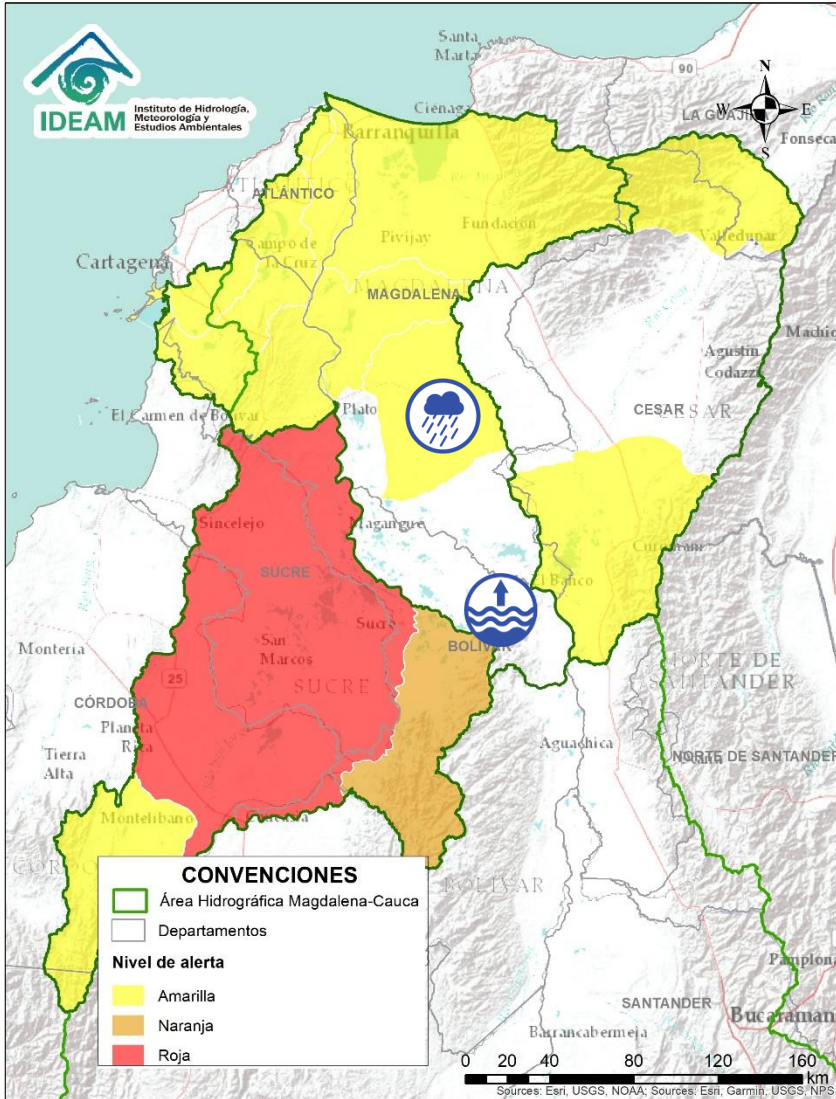 IDEAM
Instituto de Hidrología,
Meteorología y
Estudios Ambientales
Santa
Marta
90
N
W
E
S
LA GUAJIRA
Fonseca
Ciénaga
Barranquilla
ATLÁNTICO
Campo de
la Cruz
Pivijay
Fundación
Valledupar
Cartagena
MAGDALENA
MAGDALENA
Agustín
Codazzi
El Carmen de Bolívar
Plato
CESAR
CESAR
Sincelejo
Magangué
SUCRE
El Banco
Sucre
BOLÍVAR
Montería
San
Marcos
SUCRE
25
CÓRDOBA
Planeta
Rica
Tierra
Alta
NORTE DE
SANTANDER
NORTE DE SANTANDER
Aguachica
Montelíbano
BOLÍVAR
CONVENCIONES
Área Hidrográfica Magdalena-Cauca
Departamentos
Nivel de alerta
Amarilla
Naranja
Roja
Pamplona
SANTANDER
Bucaraman
Barrancabermeja
0 20 40 80 120 160
km
Sources: Esri, USGS, NOAA; Sources: Esri, Garmin, USGS, NPS